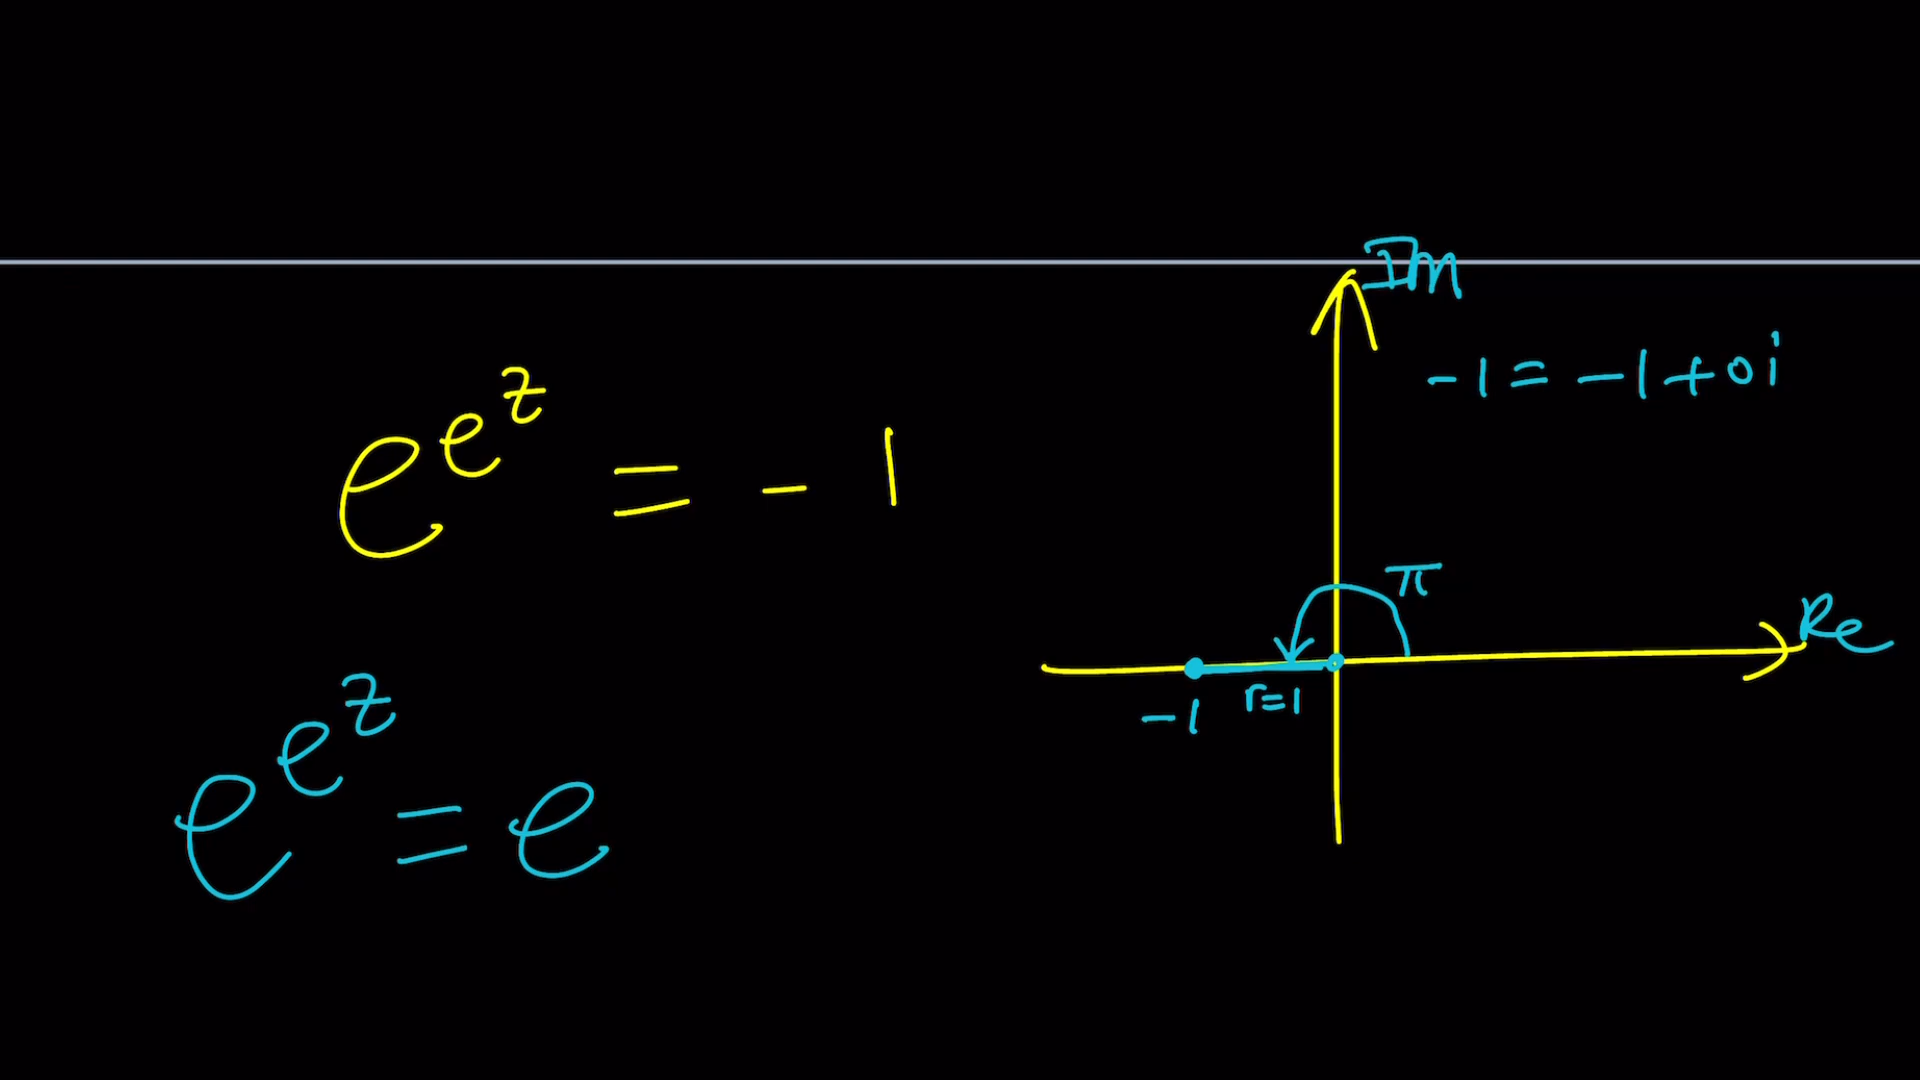 Im
-1 = -1+0i
e^{e^z} = -1
π
Re
-1
r=1
e^{e^z} = e